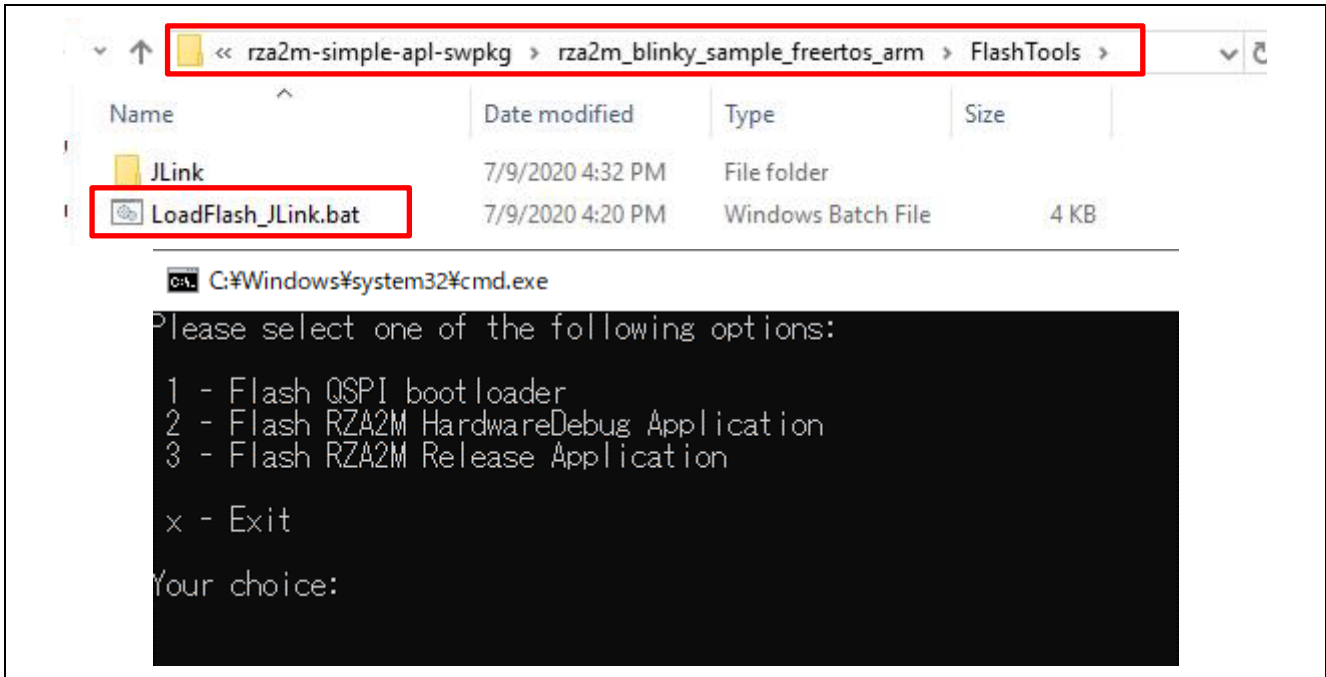 « rza2m-simple-apl-swpkg > rza2m_blinky_sample_freertos_arm > FlashTools >
Name Date modified Type Size
JLink 7/9/2020 4:32 PM File folder
LoadFlash_JLink.bat 7/9/2020 4:20 PM Windows Batch File 4 KB
C:¥Windows¥system32¥cmd.exe
Please select one of the following options:
1 - Flash QSPI bootloader
2 - Flash RZA2M HardwareDebug Application
3 - Flash RZA2M Release Application
x - Exit
Your choice: